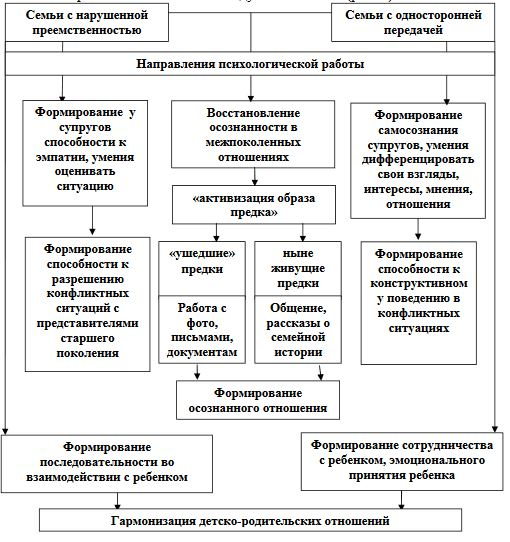 Семьи с нарушенной
преемственностью
Семьи с односторонней
передачей
Направления психологической работы
Формирование у
супругов
способности к
эмпатии, умения
оценивать
ситуацию
Восстановление
осознанности в
межпоколенных
отношениях
Формирование
самосознания
супругов, умения
дифференцировать
свои взгляды,
интересы, мнения,
отношения
«активизация образа
предка»
Формирование
способности к
разрешению
конфликтных
ситуаций с
представителями
старшего
поколения
«ушедшие»
предки
ныне
живущие
предки
Формирование
способности к
конструктивном
у поведению в
конфликтных
ситуациях
Работа с
фото,
письмами,
документам
Общение,
рассказы о
семейной
истории
Формирование
осознанного отношения
Формирование
последовательности во
взаимодействии с ребенком
Формирование сотрудничества
с ребенком, эмоционального
принятия ребенка
Гармонизация детско-родительских отношений